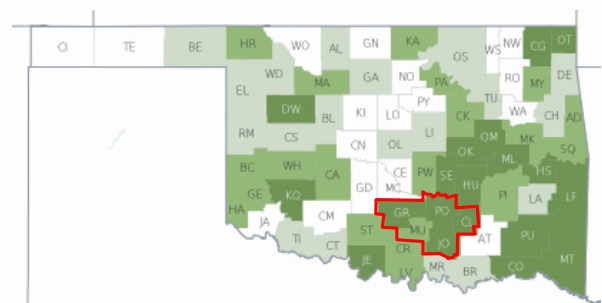 CI TE BE HR WO AL GN KA OS WS NW CG OT
WD MA GA NO PA RO MY DE
EL DW KI LO PY TU WA CH AD
RM CS BL CN OL LI CK OM MK SQ
BC WH CA CE PW OK ML HS
HA GE KO GD MC SE HU PI LA LF
JA CM GR PO CL
TI CT ST MU JO AT PU
JE CR LV MR BR CO MT